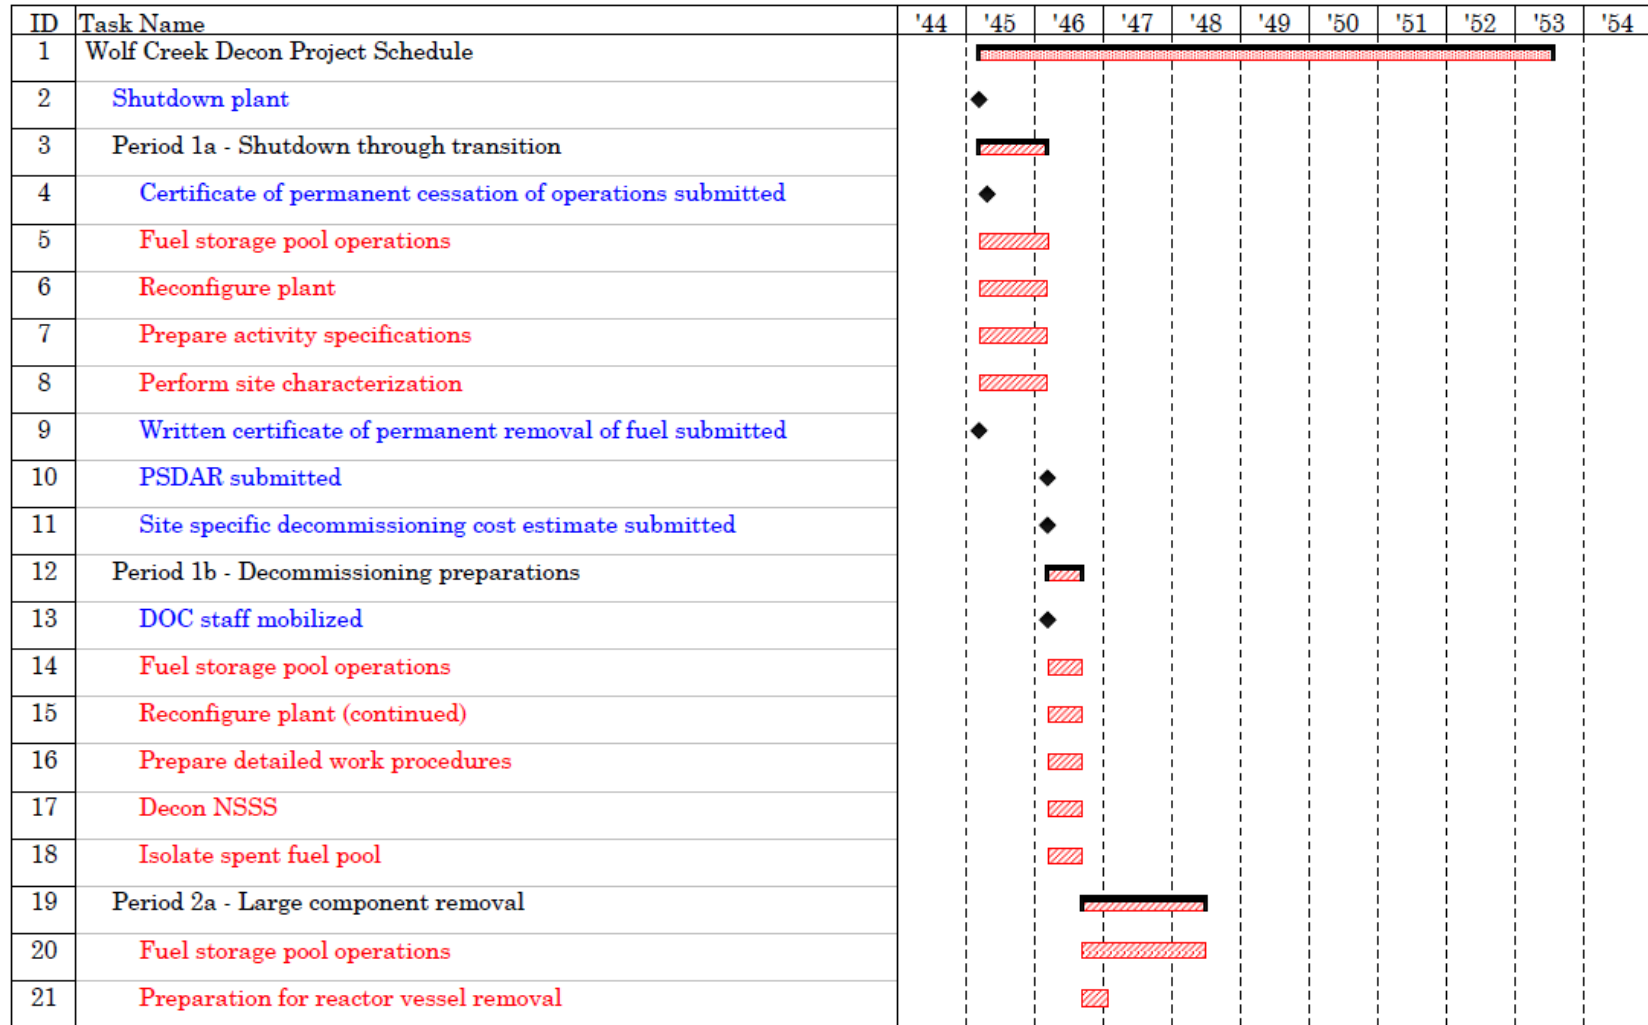 ID Task Name '44 '45 '46 '47 '48 '49 '50 '51 '52 '53 '54
1 Wolf Creek Decon Project Schedule
2 Shutdown plant
3 Period 1a - Shutdown through transition
4 Certificate of permanent cessation of operations submitted
5 Fuel storage pool operations
6 Reconfigure plant
7 Prepare activity specifications
8 Perform site characterization
9 Written certificate of permanent removal of fuel submitted
10 PSDAR submitted
11 Site specific decommissioning cost estimate submitted
12 Period 1b - Decommissioning preparations
13 DOC staff mobilized
14 Fuel storage pool operations
15 Reconfigure plant (continued)
16 Prepare detailed work procedures
17 Decon NSSS
18 Isolate spent fuel pool
19 Period 2a - Large component removal
20 Fuel storage pool operations
21 Preparation for reactor vessel removal